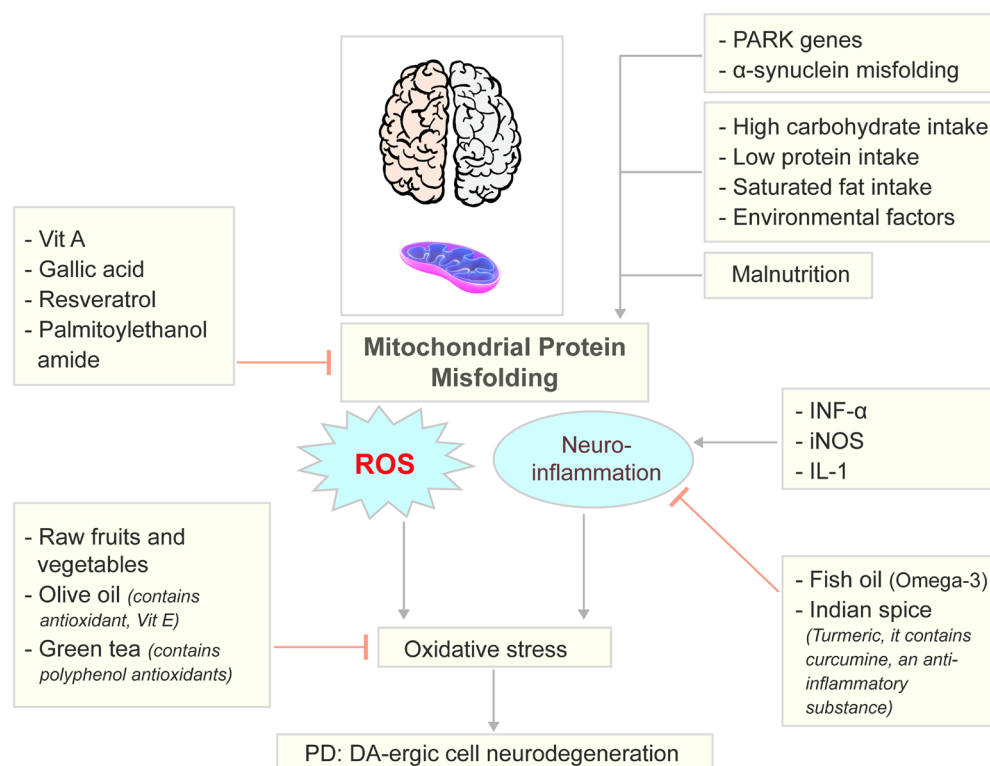 - PARK genes
- α-synuclein misfolding
- High carbohydrate intake
- Low protein intake
- Saturated fat intake
- Environmental factors
Malnutrition
- Vit A
- Gallic acid
- Resveratrol
- Palmitoylethanol
amide
Mitochondrial Protein
Misfolding
ROS
Neuro-
inflammation
- INF-α
- iNOS
- IL-1
- Raw fruits and
vegetables
- Olive oil (contains
antioxidant, Vit E)
- Green tea (contains
polyphenol antioxidants)
- Fish oil (Omega-3)
- Indian spice
(Turmeric, it contains
curcumine, an anti-
inflammatory
substance)
Oxidative stress
PD: DA-ergic cell neurodegeneration